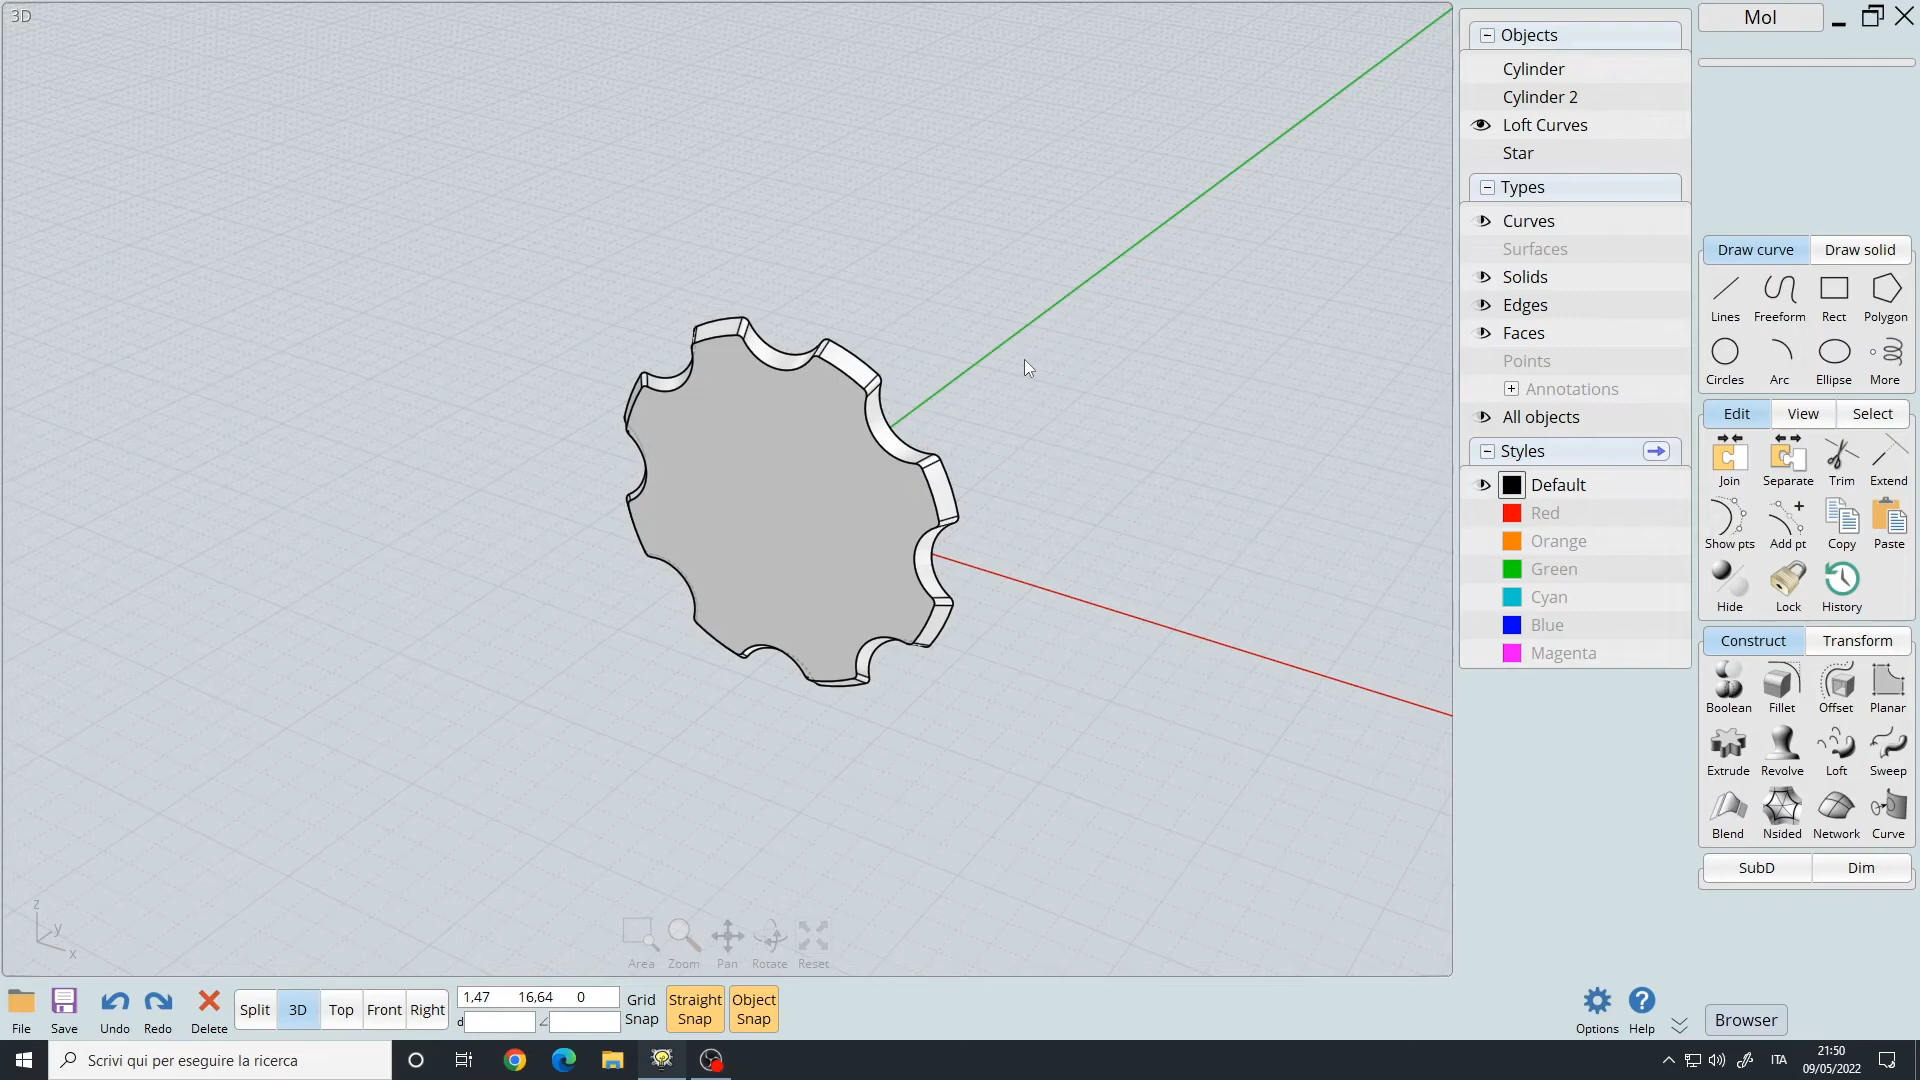 3D
Objects
Cylinder
Cylinder 2
Loft Curves
Star
Types
Curves
Surfaces
Solids
Edges
Faces
Points
Annotations
All objects
Styles
Default
Red
Orange
Green
Cyan
Blue
Magenta
MoI
Draw curve Draw solid
Lines Freeform Rect Polygon
Circles Arc Ellipse More
Edit View Select
Join Separate Trim Extend
Show pts Add pt Copy Paste
Hide Lock History
Construct Transform
Boolean Fillet Offset Planar
Extrude Revolve Loft Sweep
Blend Nsided Network Curve
SubD Dim
z
y
x
Area Zoom Pan Rotate Reset
File Save Undo Redo Delete
Split 3D Top Front Right
1,47 16,64 0
d
Grid Snap
Straight Snap
Object Snap
Options Help
Browser
Scrivi qui per eseguire la ricerca
ITA
21:50
09/05/2022